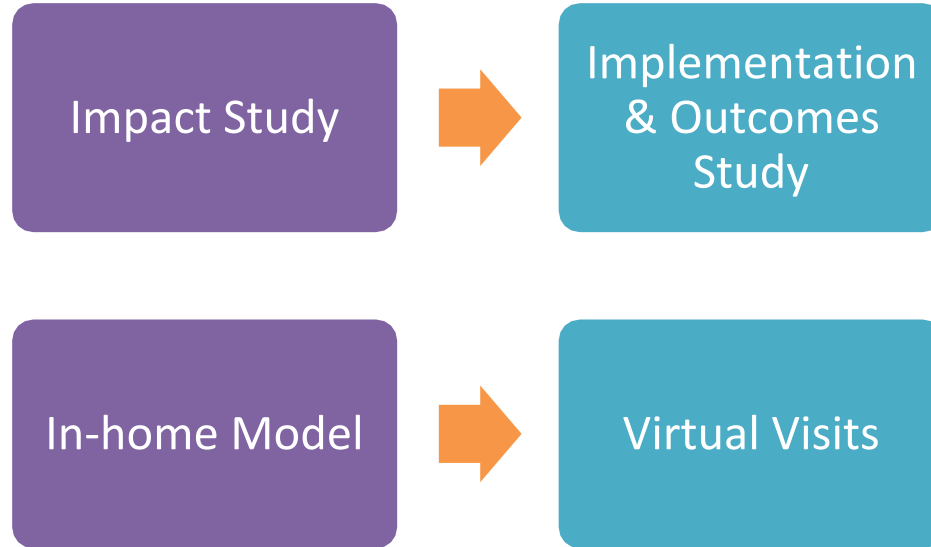 Impact Study
Implementation
& Outcomes
Study
In-home Model
Virtual Visits